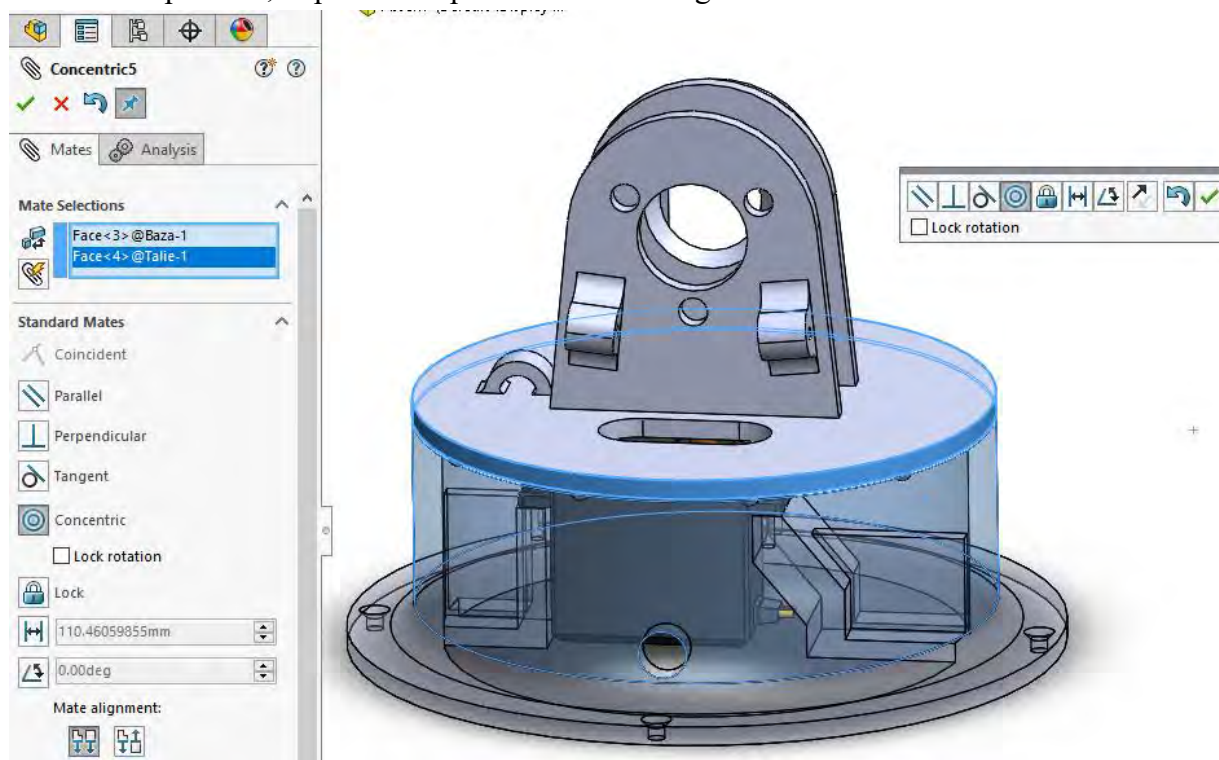 Concentric5
Mates
Analysis
Mate Selections
Face<3>@Baza-1
Face<4>@Talie-1
Standard Mates
Coincident
Parallel
Perpendicular
Tangent
Concentric
Lock rotation
Lock
110.46059855mm
0.00deg
Mate alignment:
Lock rotation